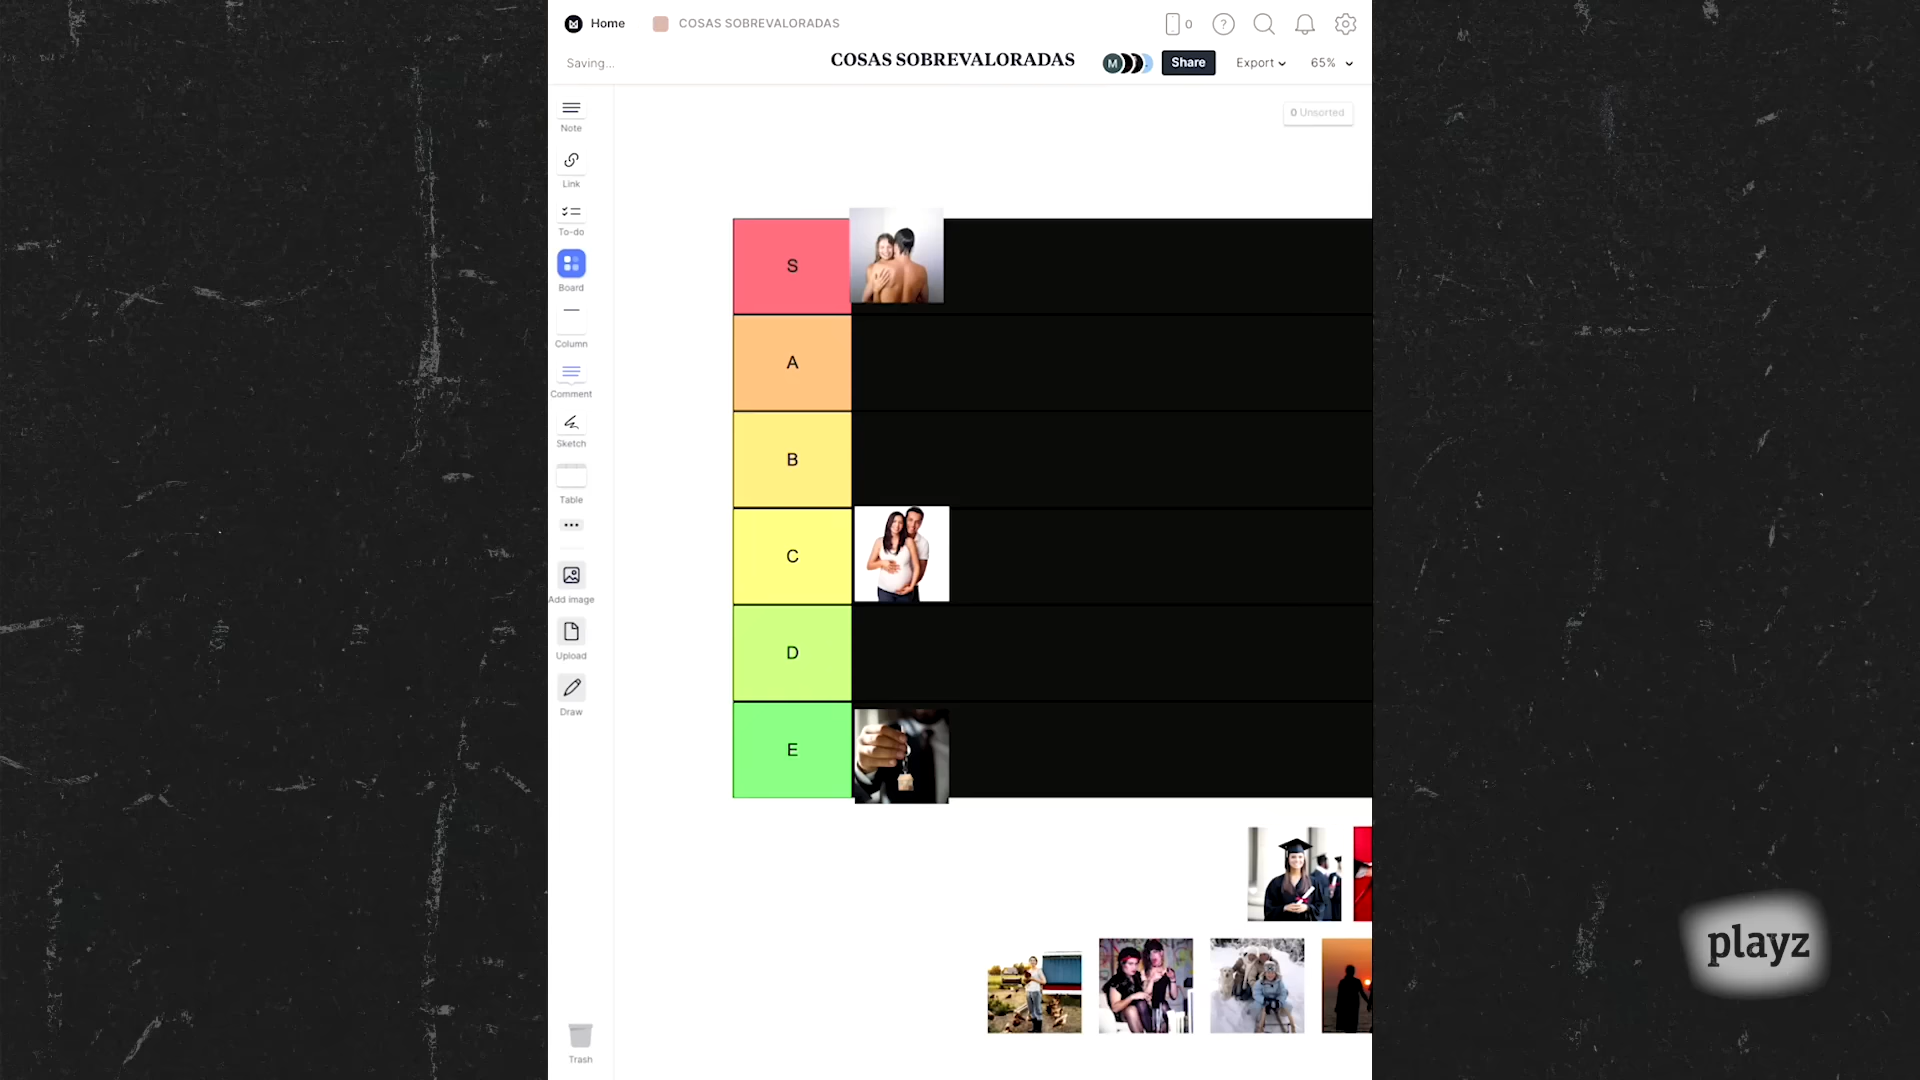 Home
COSAS SOBREVALORADAS
0
?
Saving...
COSAS SOBREVALORADAS
M
Share
Export
65%
0 Unsorted
Note
Link
To-do
Board
Column
Comment
Sketch
Table
Add image
Upload
Draw
Trash
S
A
B
C
D
E
playz